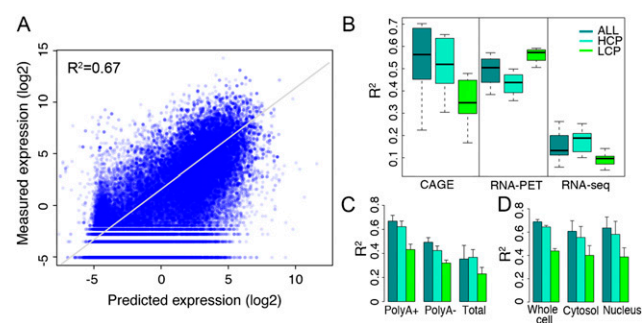 A
R²=0.67
Measured expression (log2)
15
10
5
0
-5
-5
0
5
10
Predicted expression (log2)
B
R²
0.7
0.6
0.5
0.4
0.3
0.2
0.1
ALL
HCP
LCP
CAGE
RNA-PET
RNA-seq
C
R²
0.8
0.6
0.4
0.2
0
PolyA+
PolyA-
Total
D
R²
0.8
0.6
0.4
0.2
0
Whole cell
Cytosol
Nucleus